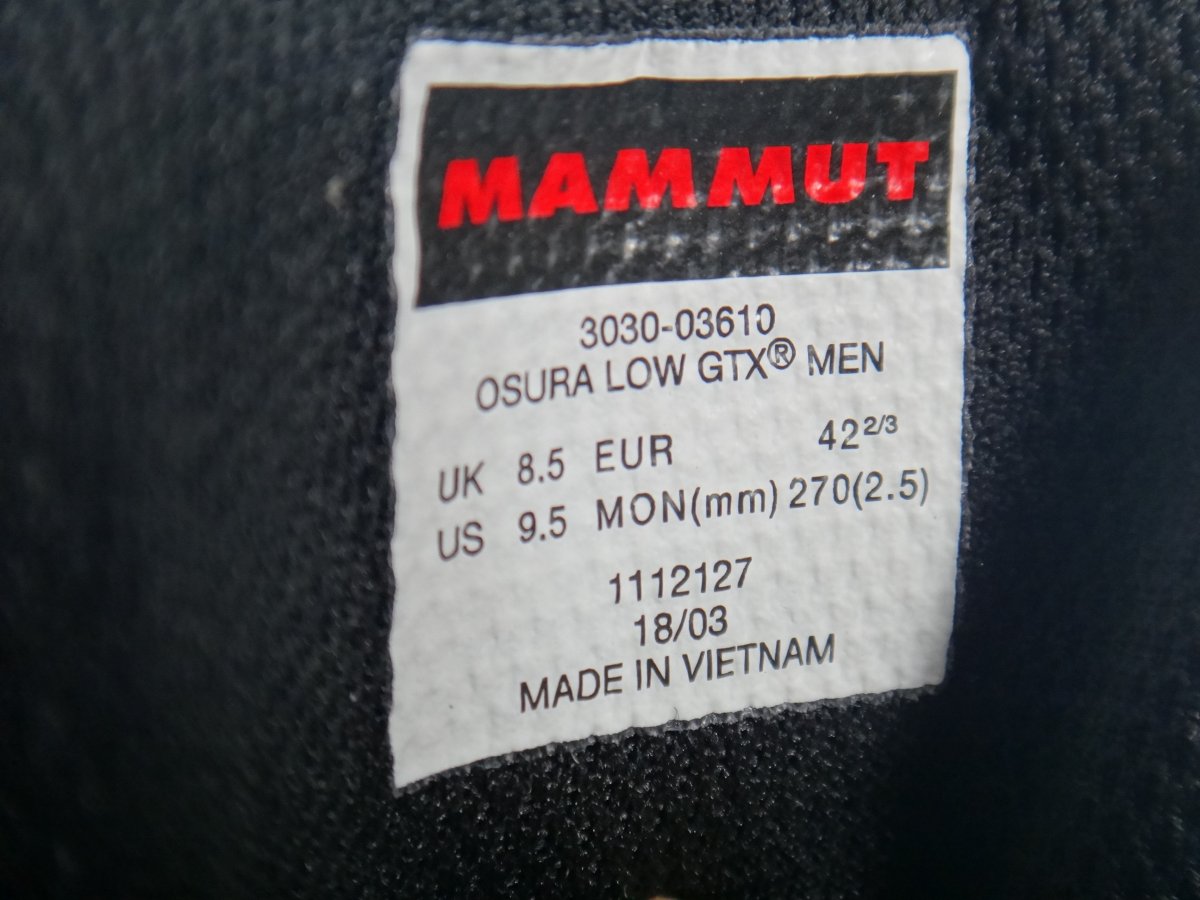 MAMMUT
3030-03610
OSURA LOW GTX® MEN
UK 8.5 EUR 42 2/3
US 9.5 MON(mm) 270(2.5)
1112127
18/03
MADE IN VIETNAM